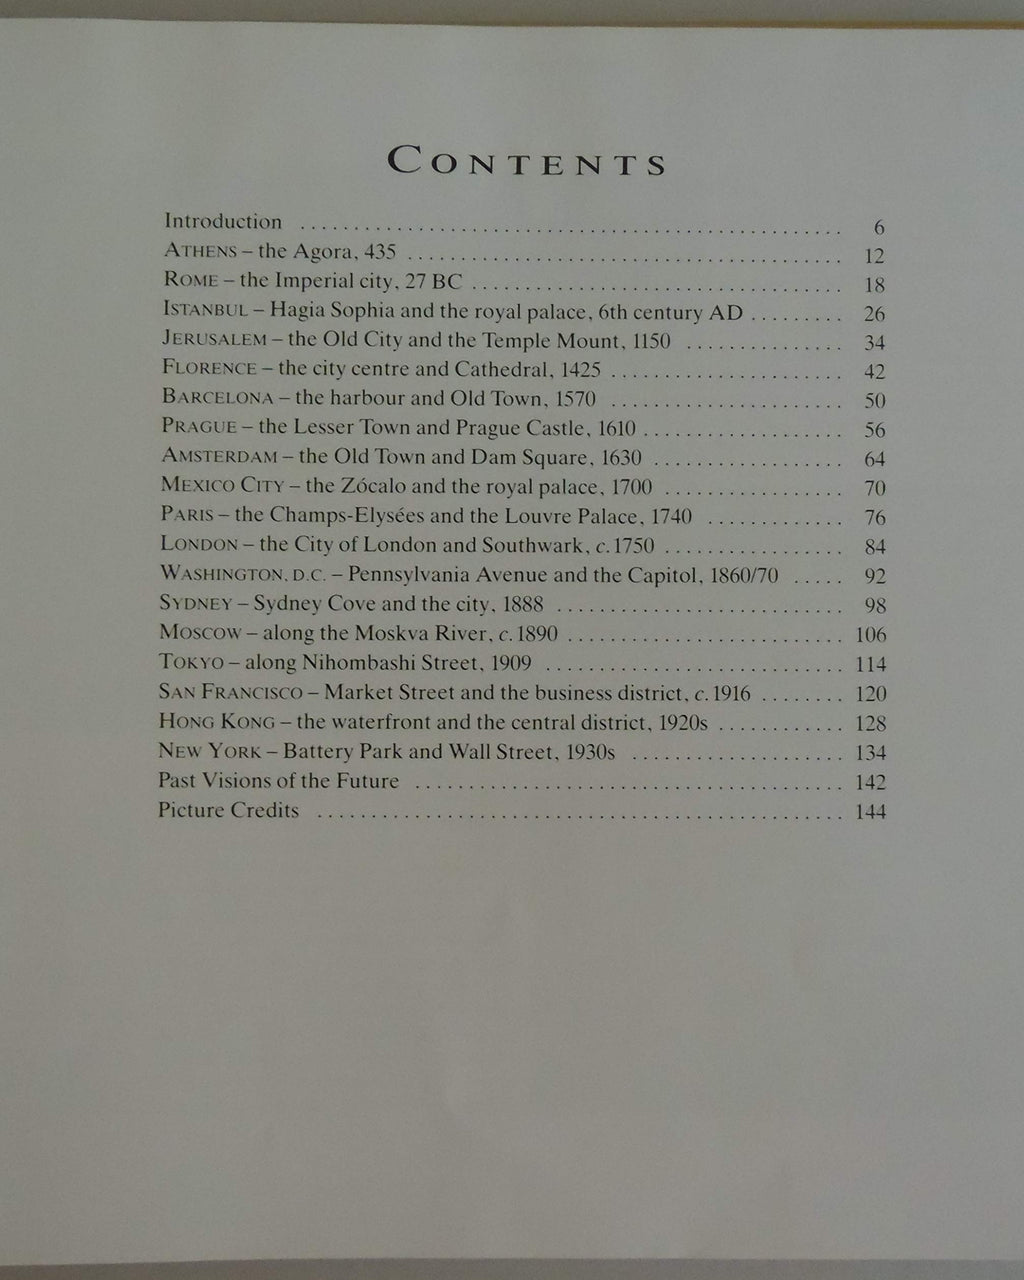 CONTENTS
Introduction ........ 6
ATHENS – the Agora, 435 ........ 12
ROME – the Imperial city, 27 BC ........ 18
ISTANBUL – Hagia Sophia and the royal palace, 6th century AD ........ 26
JERUSALEM – the Old City and the Temple Mount, 1150 ........ 34
FLORENCE – the city centre and Cathedral, 1425 ........ 42
BARCELONA – the harbour and Old Town, 1570 ........ 50
PRAGUE – the Lesser Town and Prague Castle, 1610 ........ 56
AMSTERDAM – the Old Town and Dam Square, 1630 ........ 64
MEXICO CITY – the Zócalo and the royal palace, 1700 ........ 70
PARIS – the Champs-Elysées and the Louvre Palace, 1740 ........ 76
LONDON – the City of London and Southwark, c.1750 ........ 84
WASHINGTON, D.C. – Pennsylvania Avenue and the Capitol, 1860/70 ..... 92
SYDNEY – Sydney Cove and the city, 1888 ........ 98
MOSCOW – along the Moskva River, c.1890 ........ 106
TOKYO – along Nihombashi Street, 1909 ........ 114
SAN FRANCISCO – Market Street and the business district, c.1916 ........ 120
HONG KONG – the waterfront and the central district, 1920s ........ 128
NEW YORK – Battery Park and Wall Street, 1930s ........ 134
Past Visions of the Future ........ 142
Picture Credits ........ 144